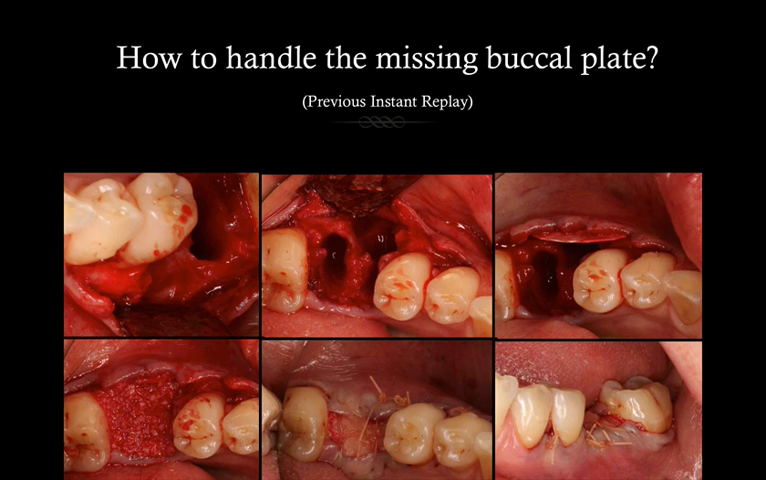 How to handle the missing buccal plate?
(Previous Instant Replay)